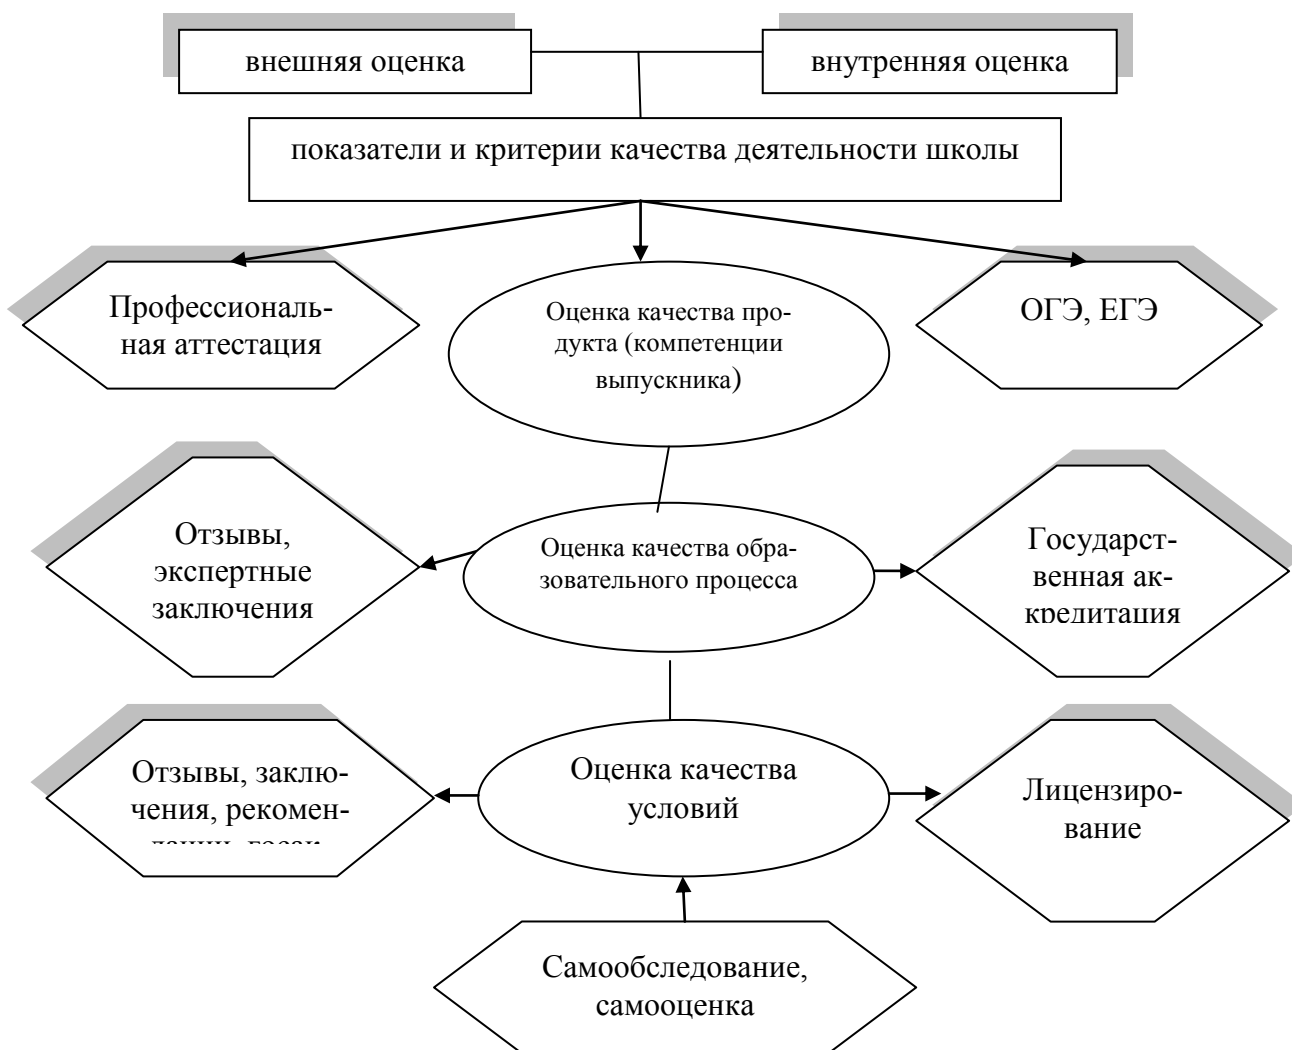 внешняя оценка
внутренняя оценка
показатели и критерии качества деятельности школы
Профессиональ-
ная аттестация
Оценка качества про-
дукта (компетенции
выпускника)
ОГЭ, ЕГЭ
Отзывы,
экспертные
заключения
Оценка качества обра-
зовательного процесса
Государст-
венная ак-
кредитация
Отзывы, заклю-
чения, рекомен-
Оценка качества
условий
Лицензиро-
вание
Самообследование,
самооценка